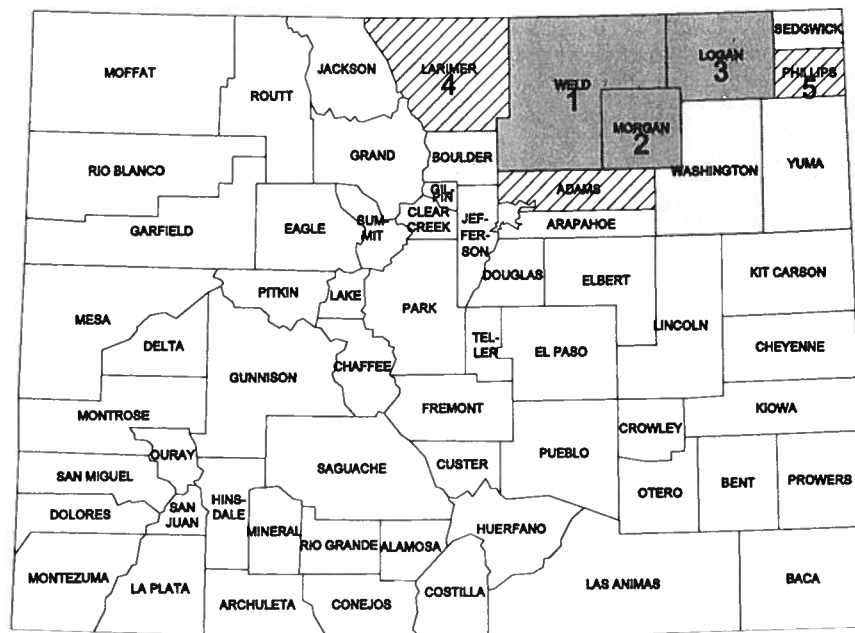 SEDGWICK
MOFFAT
JACKSON
LARIMER
4
LOGAN
3
PHILLIPS
5
ROUTT
WELD
1
MORGAN
2
GRAND
BOULDER
RIO BLANCO
WASHINGTON
YUMA
GIL-
PIN
ADAMS
CLEAR
CREEK
GARFIELD
EAGLE
SUM-
MIT
JEF-
FER-
SON
ARAPAHOE
DOUGLAS
ELBERT
KIT CARSON
PITKIN
LAKE
PARK
MESA
LINCOLN
DELTA
TEL-
LER
EL PASO
CHEYENNE
CHAFFEE
GUNNISON
FREMONT
MONTROSE
KIOWA
CROWLEY
OURAY
PUEBLO
SAGUACHE
CUSTER
SAN MIGUEL
BENT
PROWERS
OTERO
HINS-
DALE
SAN
JUAN
DOLORES
MINERAL
HUERFANO
RIO GRANDE
ALAMOSA
MONTEZUMA
LA PLATA
COSTILLA
LAS ANIMAS
BACA
ARCHULETA
CONEJOS